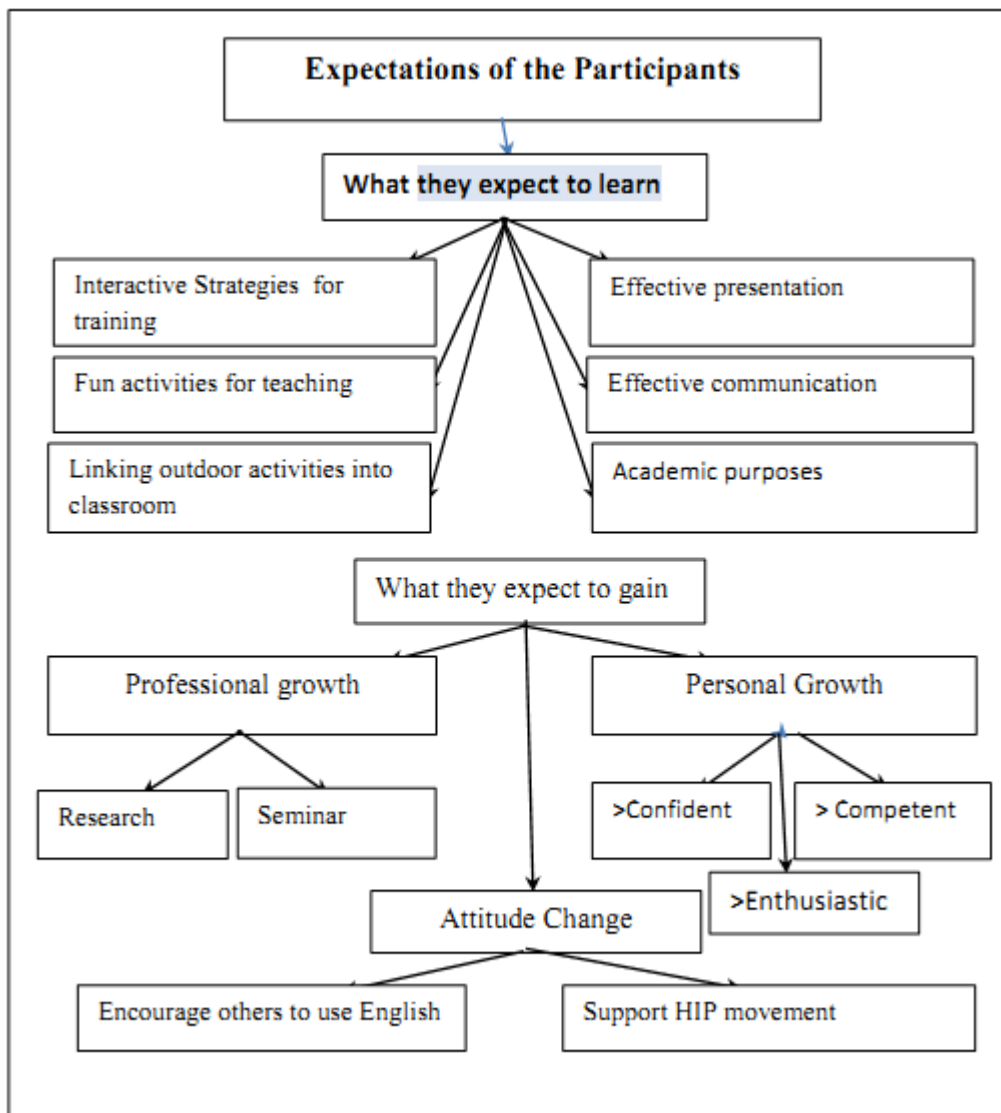 Expectations of the Participants
What they expect to learn
Interactive Strategies for
training
Effective presentation
Fun activities for teaching
Effective communication
Linking outdoor activities into
classroom
Academic purposes
What they expect to gain
Professional growth
Personal Growth
Research
Seminar
>Confident
> Competent
>Enthusiastic
Attitude Change
Encourage others to use English
Support HIP movement